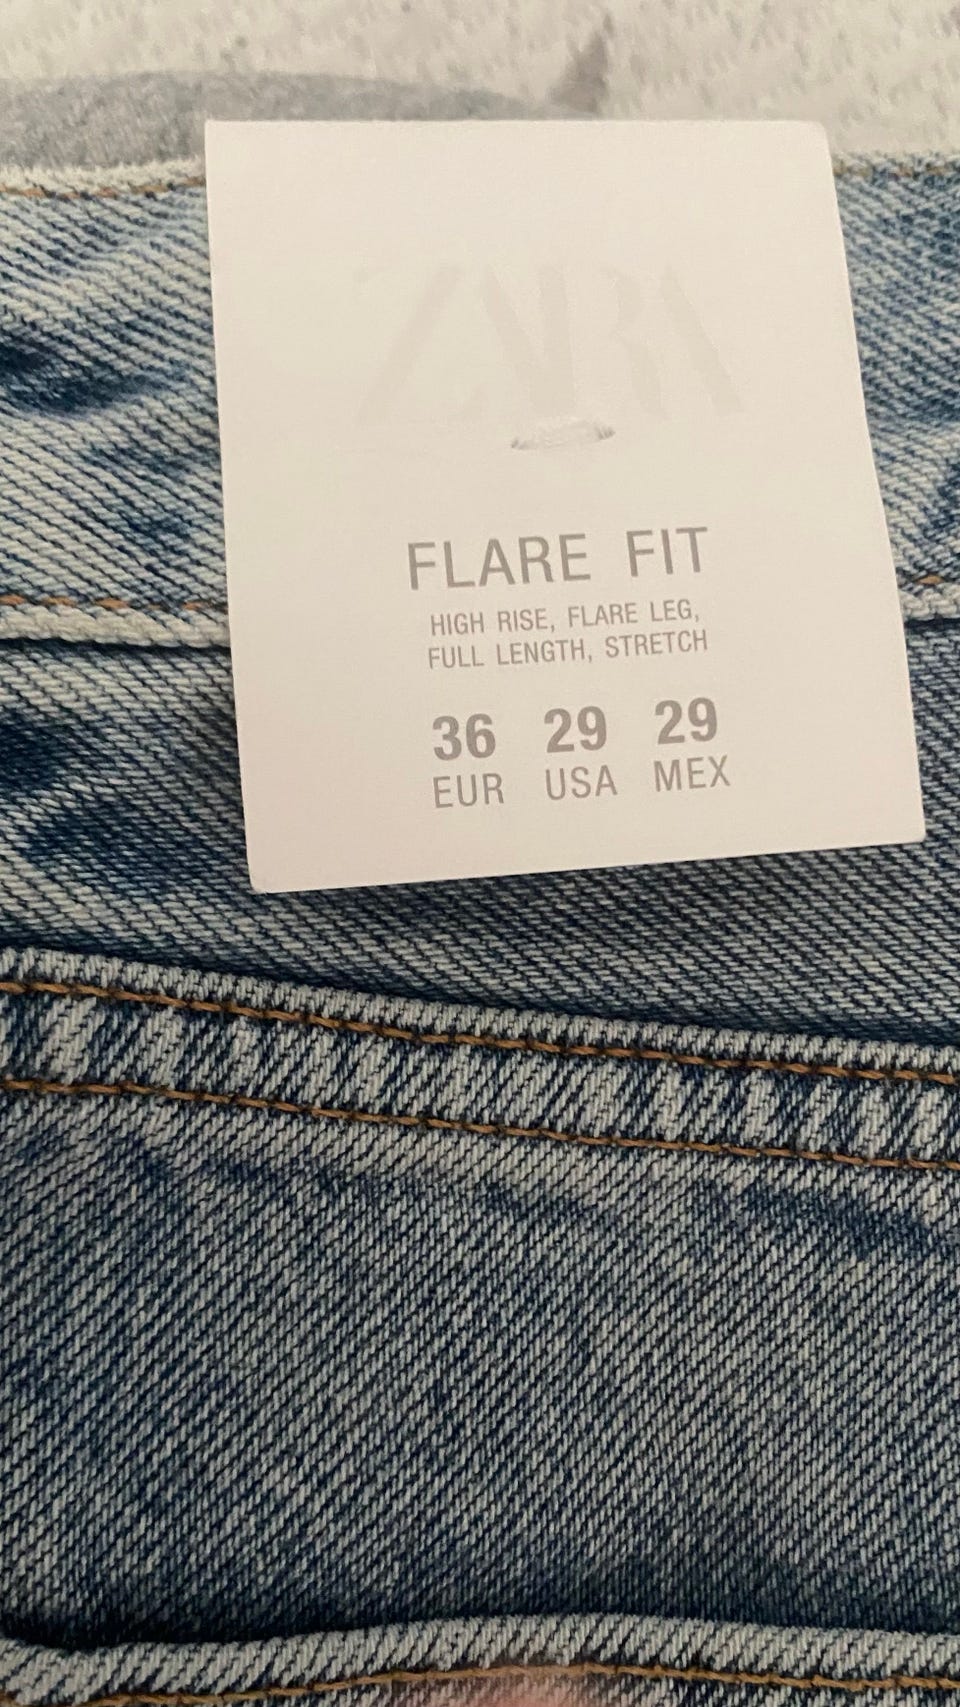 ZARA
FLARE FIT
HIGH RISE, FLARE LEG,
FULL LENGTH, STRETCH
36 29 29
EUR USA MEX